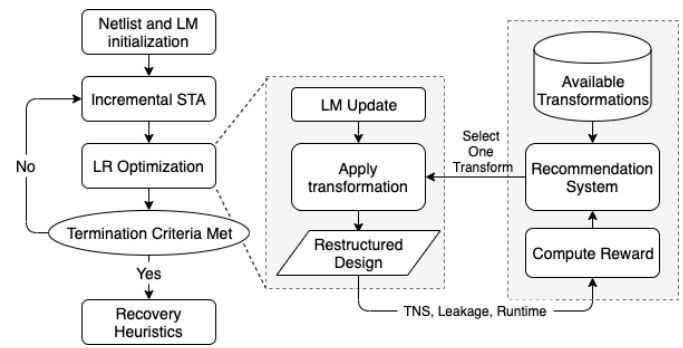 Netlist and LM
initialization
Incremental STA
LR Optimization
No
Termination Criteria Met
Yes
Recovery
Heuristics
LM Update
Apply
transformation
Restructured
Design
Select
One
Transform
Available
Transformations
Recommendation
System
Compute Reward
TNS, Leakage, Runtime